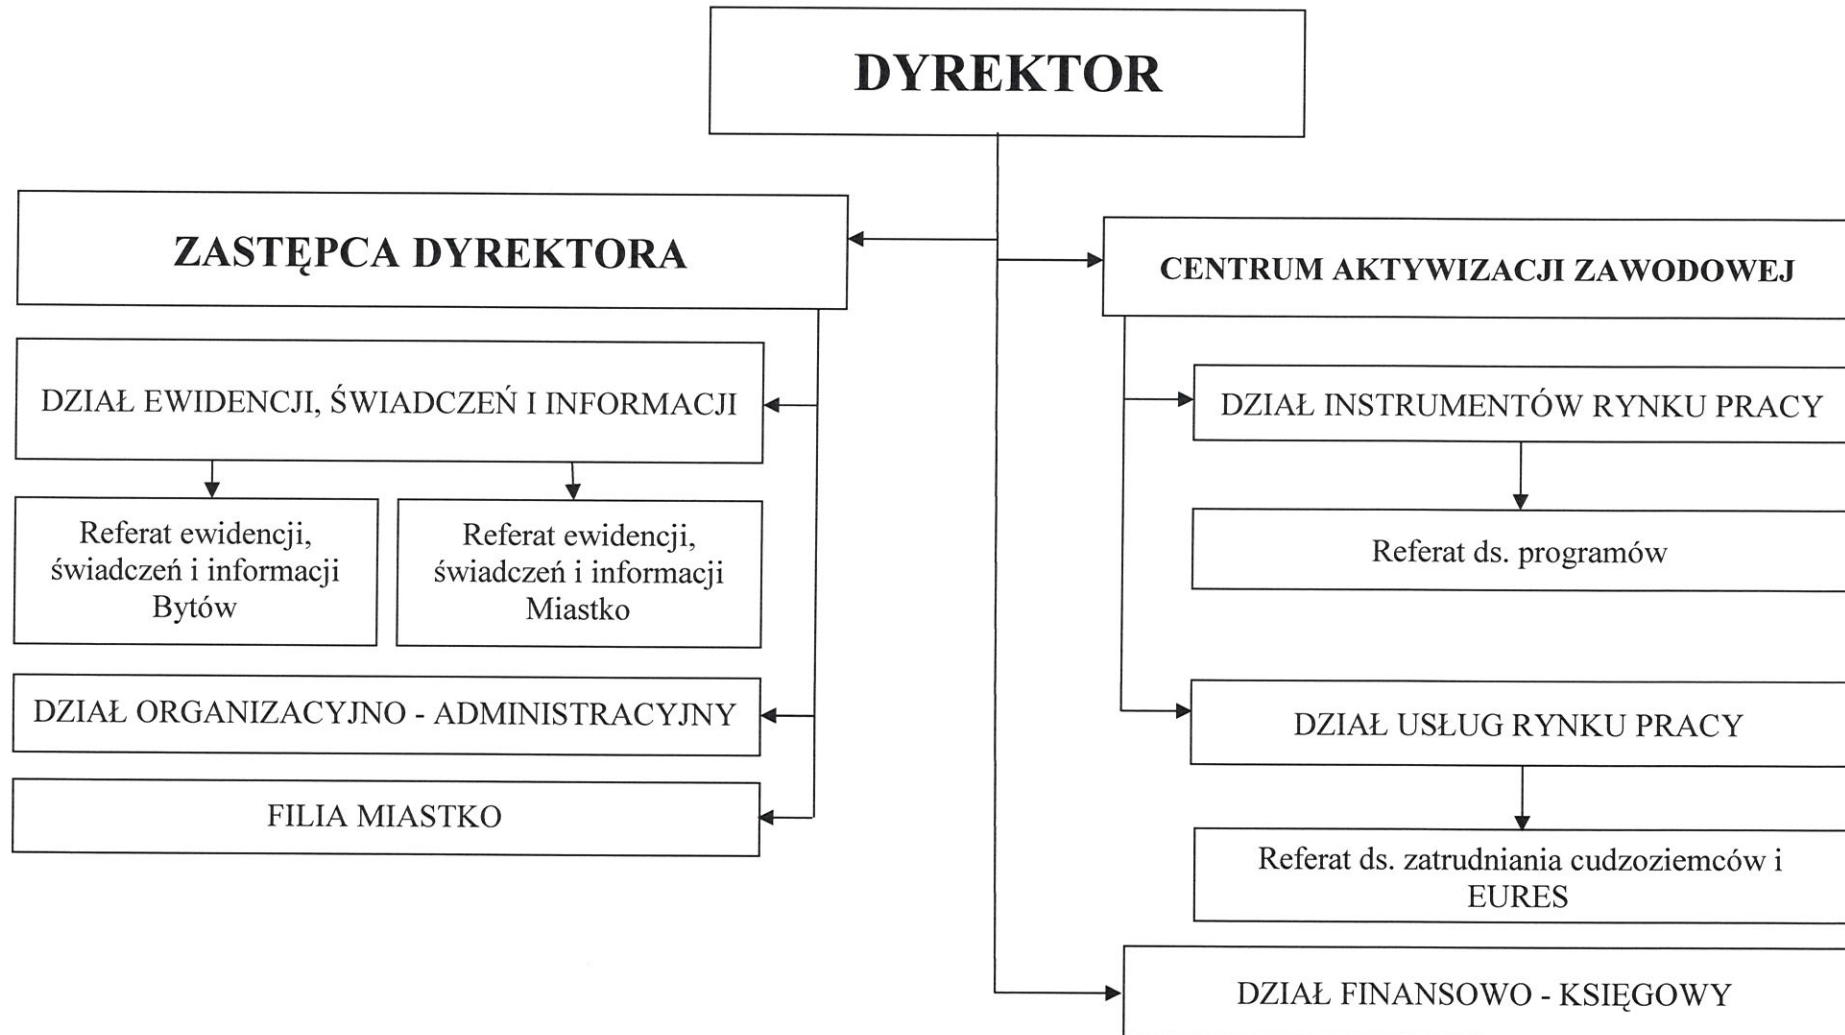 DYREKTOR
ZASTĘPCA DYREKTORA
DZIAŁ EWIDENCJI, ŚWIADCZEŃ I INFORMACJI
Referat ewidencji,
świadczeń i informacji
Bytów
Referat ewidencji,
świadczeń i informacji
Miastko
DZIAŁ ORGANIZACYJNO - ADMINISTRACYJNY
FILIA MIASTKO
CENTRUM AKTYWIZACJI ZAWODOWEJ
DZIAŁ INSTRUMENTÓW RYNKU PRACY
Referat ds. programów
DZIAŁ USŁUG RYNKU PRACY
Referat ds. zatrudniania cudzoziemców i
EURES
DZIAŁ FINANSOWO - KSIĘGOWY